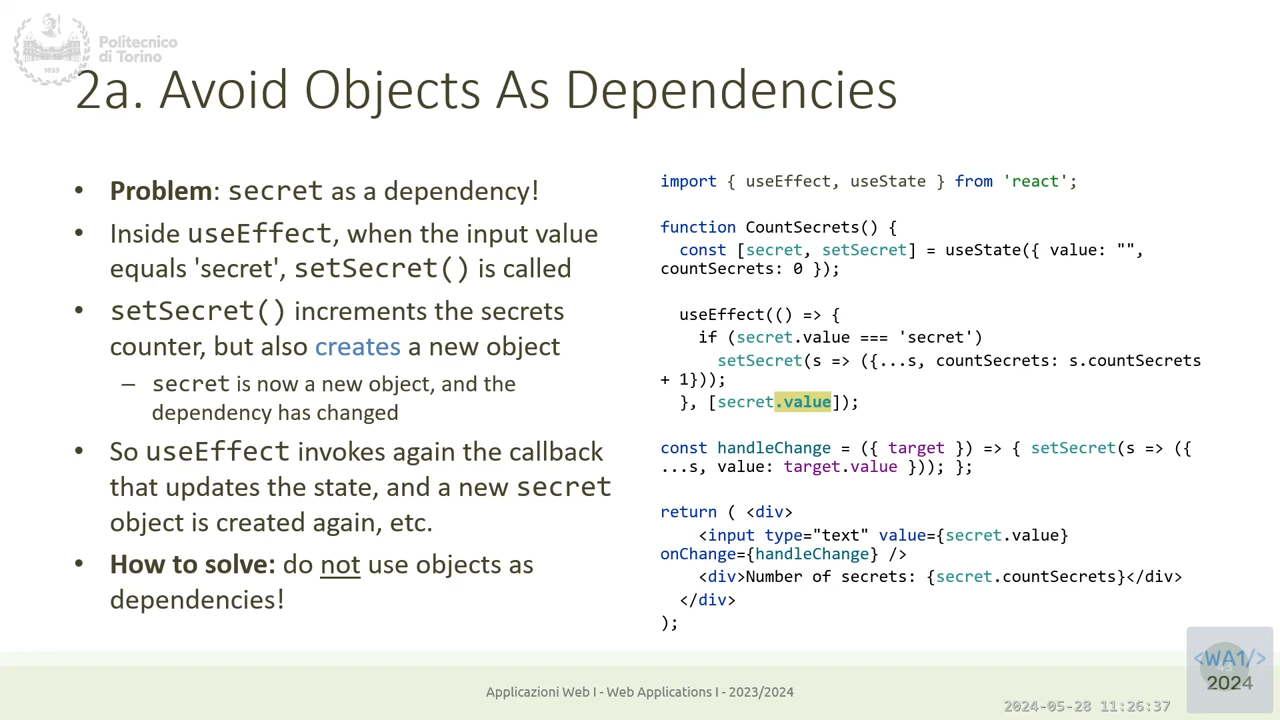 Politecnico
di Torino
1859
2a. Avoid Objects As Dependencies
• Problem: secret as a dependency!
• Inside useEffect, when the input value
equals 'secret', setSecret() is called
• setSecret() increments the secrets
counter, but also creates a new object
– secret is now a new object, and the
dependency has changed
• So useEffect invokes again the callback
that updates the state, and a new secret
object is created again, etc.
• How to solve: do not use objects as
dependencies!
import { useEffect, useState } from 'react';
function CountSecrets() {
const [secret, setSecret] = useState({ value: "",
countSecrets: 0 });
useEffect(() => {
if (secret.value === 'secret')
setSecret(s => ({...s, countSecrets: s.countSecrets
+ 1}));
}, [secret.value]);
const handleChange = ({ target }) => { setSecret(s => ({
...s, value: target.value })); };
return ( <div>
<input type="text" value={secret.value}
onChange={handleChange} />
<div>Number of secrets: {secret.countSecrets}</div>
</div>
);
Applicazioni Web I - Web Applications I - 2023/2024
<WA1/>
2024
2024-05-28 11:26:37